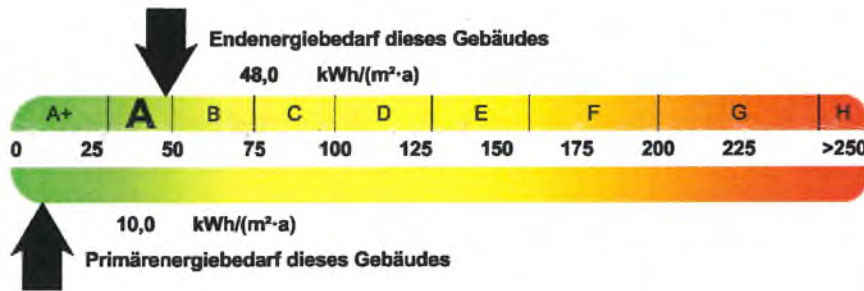 Endenergiebedarf dieses Gebäudes
48,0 kWh/(m²·a)
A+ A B C D E F G H
0 25 50 75 100 125 150 175 200 225 >250
10,0 kWh/(m²·a)
Primärenergiebedarf dieses Gebäudes